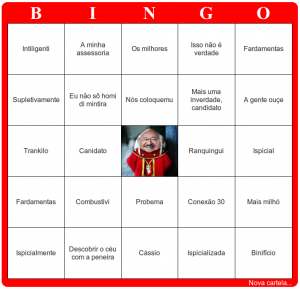 B I N G O
Intiligenti
A minha
assessoria
Os milhores
Isso não é
verdade
Fardamentas
Supletivamente
Eu não sô homi
di mintira
Nós coloquemu
Mais uma
inverdade,
candidato
A gente ouçe
Trankilo
Canidato
Ranquingui
Ispicial
Fardamentas
Combustivi
Probema
Conexão 30
Mais milhó
Ispicialmente
Descobrir o céu
com a peneira
Cássio
Ispicializada
Binifício
Nova cartela...